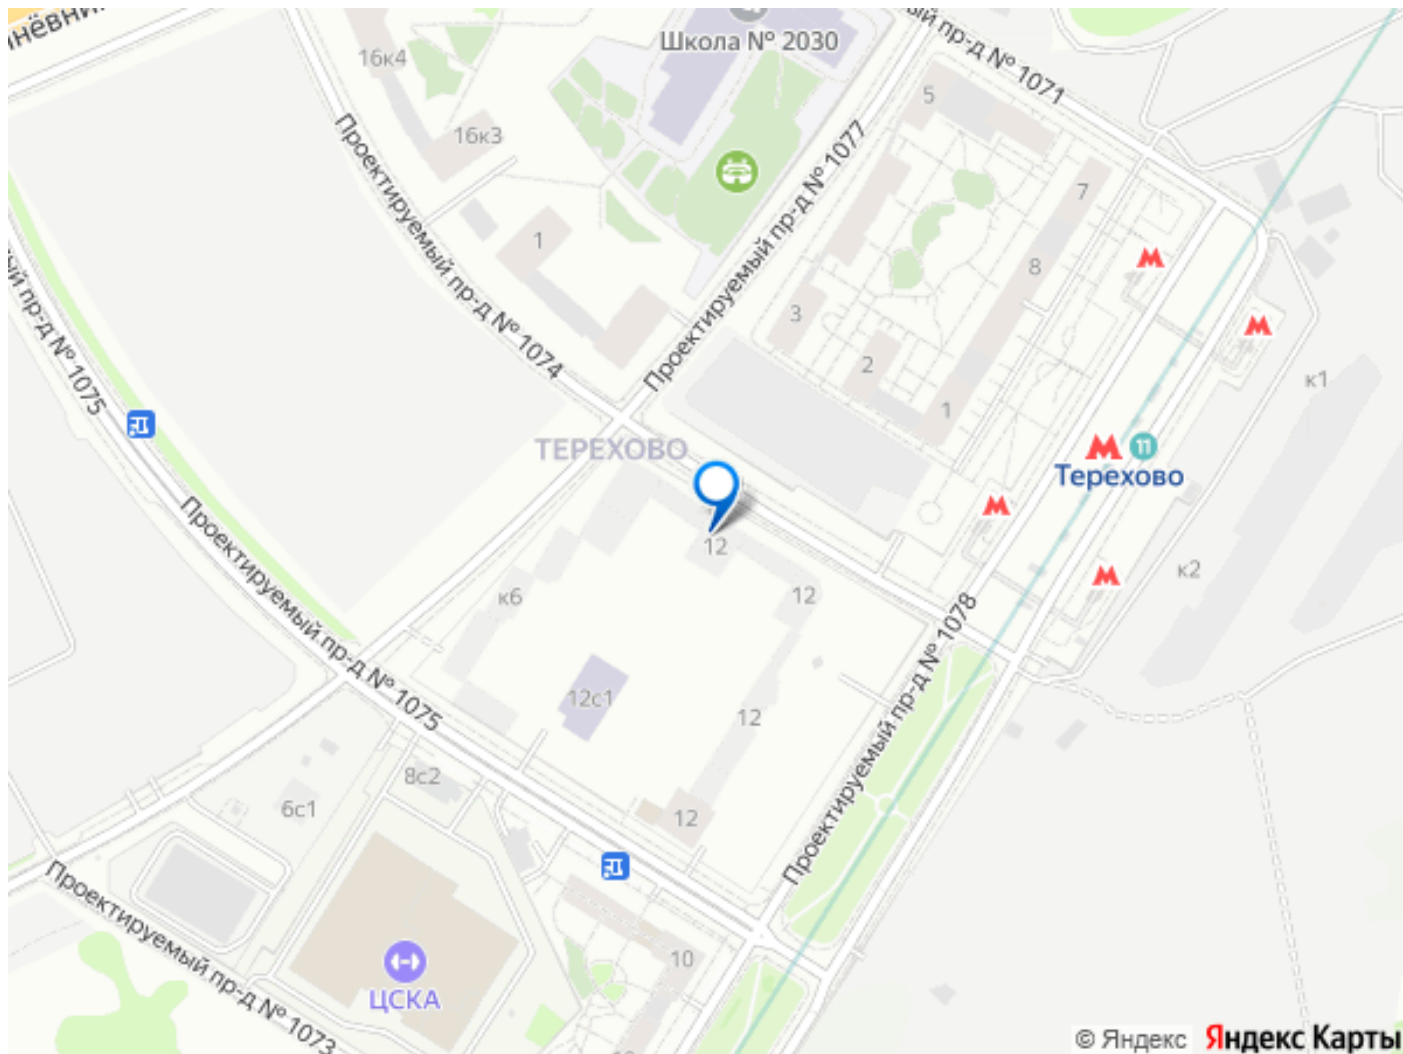 16к4
Школа № 2030
пр-д № 1071
5
16к3
Проектируемый пр-д № 1074
Проектируемый пр-д № 1077
7
1
8
3
2
1
к1
пр-д № 1075
ТЕРЕХОВО
11
Терехово
12
к2
к6
12
Проектируемый пр-д № 1075
12с1
12
Проектируемый пр-д № 1078
8с2
6с1
12
Проектируемый пр-д № 1073
10
ЦСКА
© Яндекс Яндекс Карты